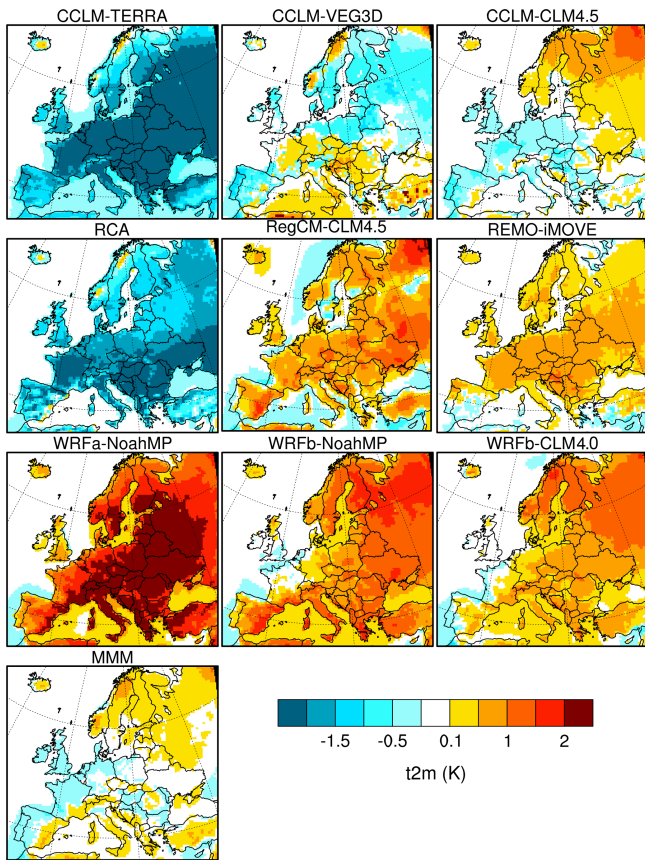 CCLM-TERRA CCLM-VEG3D CCLM-CLM4.5
RCA RegCM-CLM4.5 REMO-iMOVE
WRFa-NoahMP WRFb-NoahMP WRFb-CLM4.0
MMM
-1.5 -0.5 0.1 1 2
t2m (K)